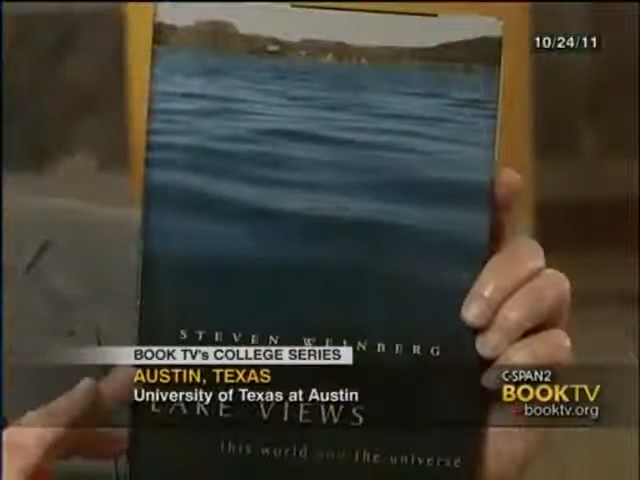 10/24/11
STEVEN WEINBERG
BOOK TV's COLLEGE SERIES
AUSTIN, TEXAS
University of Texas at Austin
C-SPAN2
BOOKTV
booktv.org
LAKE VIEWS
this world and the universe